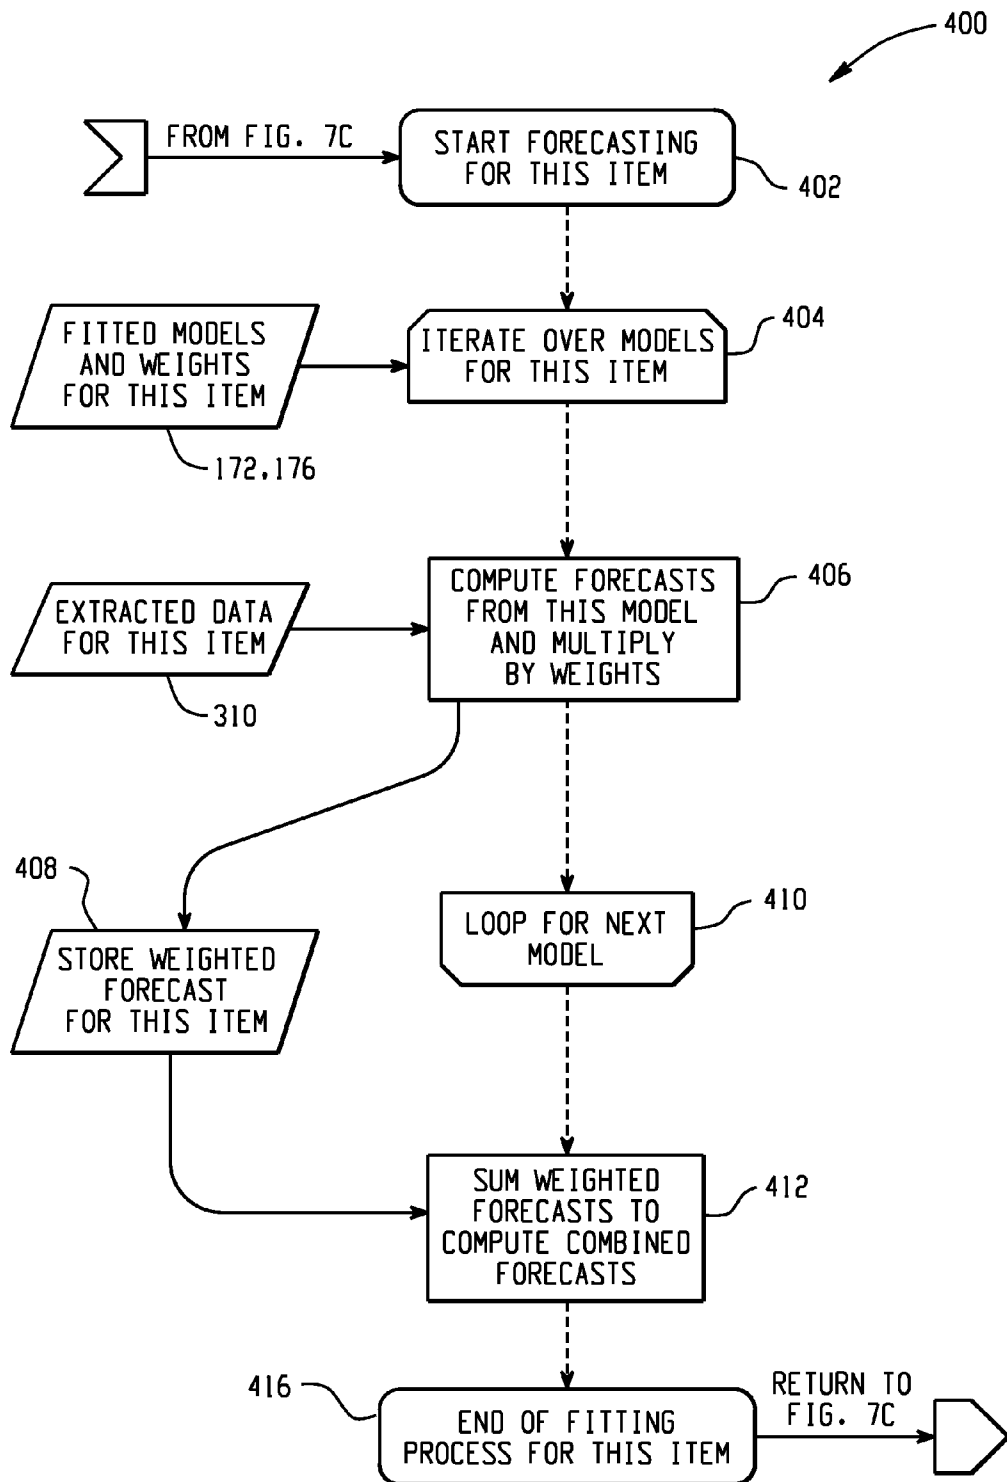 400
FROM FIG. 7C
START FORECASTING
FOR THIS ITEM
402
FITTED MODELS
AND WEIGHTS
FOR THIS ITEM
172,176
ITERATE OVER MODELS
FOR THIS ITEM
404
EXTRACTED DATA
FOR THIS ITEM
310
COMPUTE FORECASTS
FROM THIS MODEL
AND MULTIPLY
BY WEIGHTS
406
408
STORE WEIGHTED
FORECAST
FOR THIS ITEM
LOOP FOR NEXT
MODEL
410
SUM WEIGHTED
FORECASTS TO
COMPUTE COMBINED
FORECASTS
412
416
END OF FITTING
PROCESS FOR THIS ITEM
RETURN TO
FIG. 7C